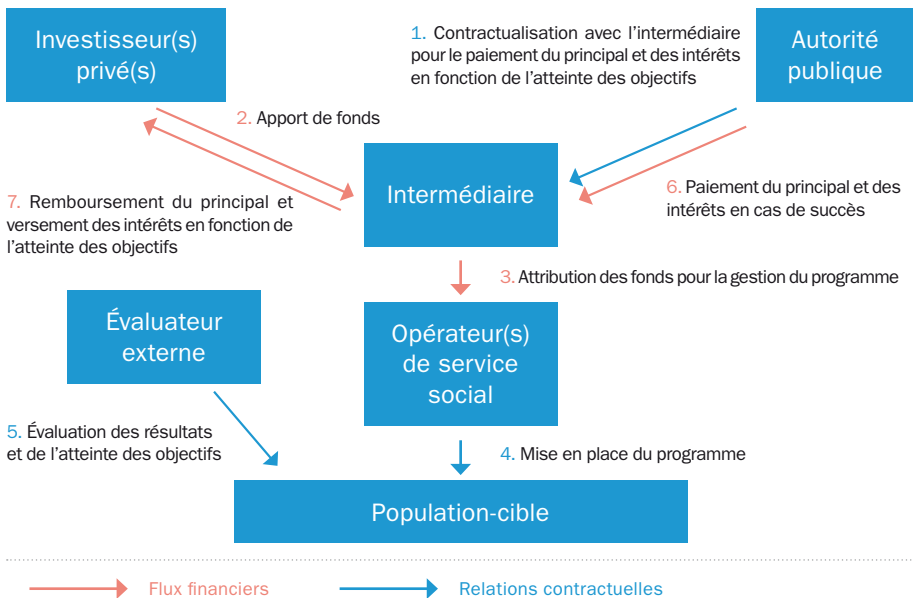 Investisseur(s)
privé(s)
1. Contractualisation avec l'intermédiaire
pour le paiement du principal et des intérêts
en fonction de l'atteinte des objectifs
Autorité
publique
2. Apport de fonds
Intermédiaire
6. Paiement du principal et des
intérêts en cas de succès
7. Remboursement du principal et
versement des intérêts en fonction de
l'atteinte des objectifs
3. Attribution des fonds pour la gestion du programme
Évaluateur
externe
Opérateur(s)
de service
social
5. Évaluation des résultats
et de l'atteinte des objectifs
4. Mise en place du programme
Population-cible
Flux financiers
Relations contractuelles